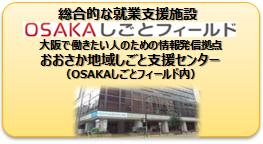 総合的な就業支援施設
OSAKAしごとフィールド
大阪で働きたい人のための情報発信拠点
おおさか地域しごと支援センター
（OSAKAしごとフィールド内）